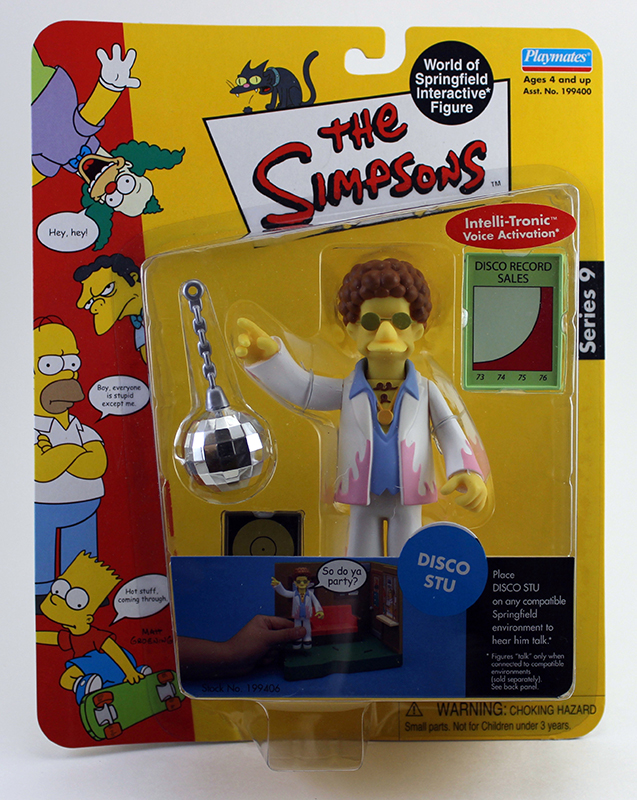 Playmates®
Ages 4 and up
Asst. No. 199400
World of
Springfield
Interactive*
Figure
THE
SIMPSONS
TM
Hey, hey!
Intelli-Tronic™
Voice Activation*
DISCO RECORD
SALES
73 74 75 76
Series 9
Boy, everyone
is stupid
except me.
Hot stuff,
coming through.
MATT
GROENING
So do ya
party?
DISCO
STU
Place
DISCO STU
on any compatible
Springfield
environment to
hear him talk.*
* Figures "talk" only when
connected to compatible
environments
(sold separately).
See back panel.
Stock No. 199406
WARNING: CHOKING HAZARD
Small parts. Not for Children under 3 years.